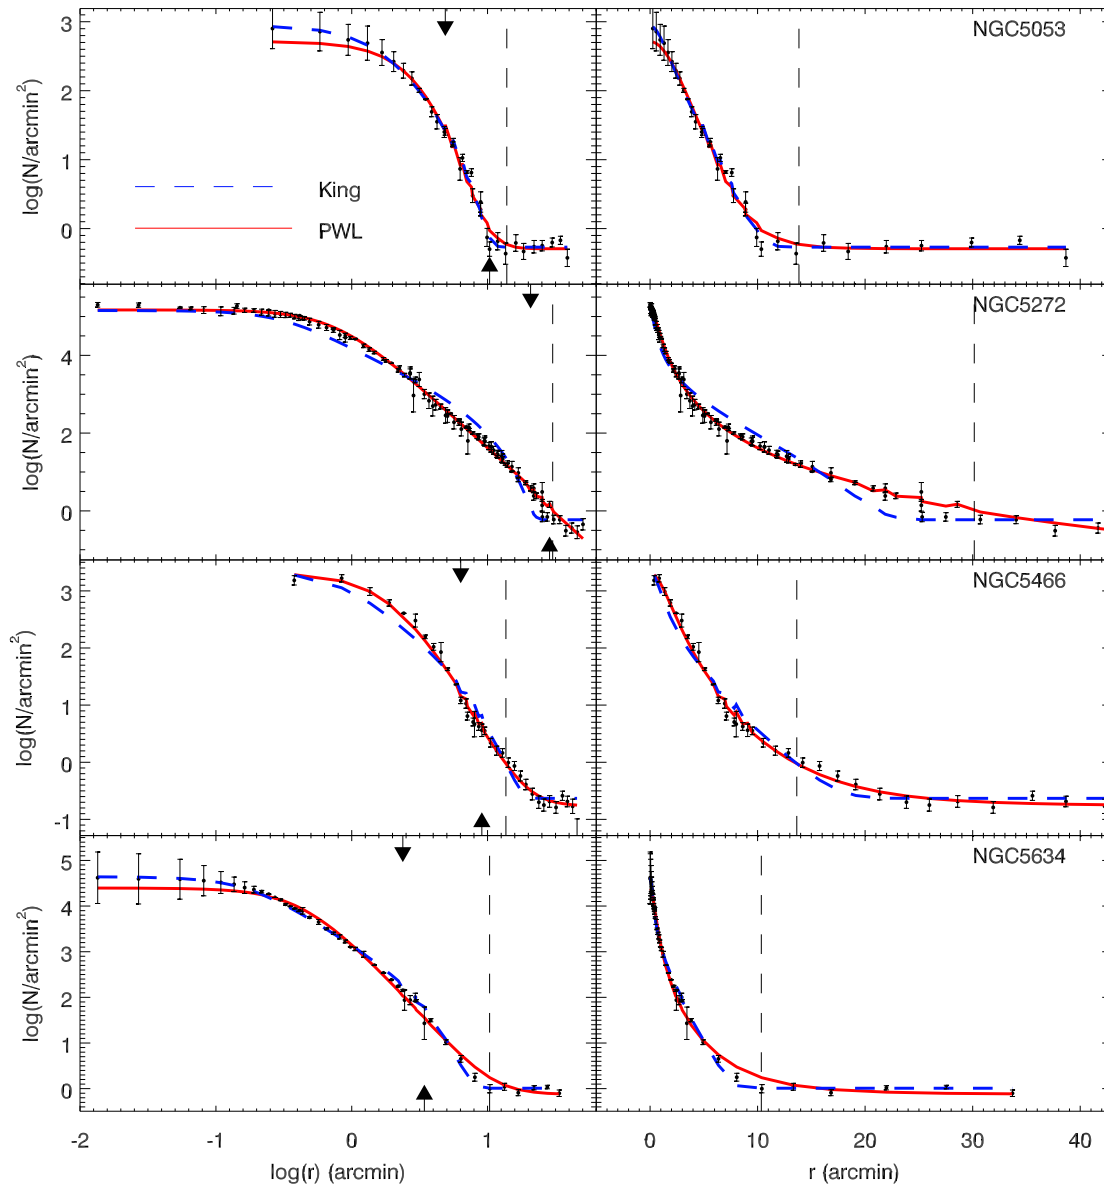 3
2
1
0
log(N/arcmin²)
King
PWL
NGC5053
4
2
0
log(N/arcmin²)
NGC5272
3
2
1
0
-1
log(N/arcmin²)
NGC5466
5
4
3
2
1
0
log(N/arcmin²)
NGC5634
-2 -1 0 1 0 10 20 30 40
log(r) (arcmin) r (arcmin)